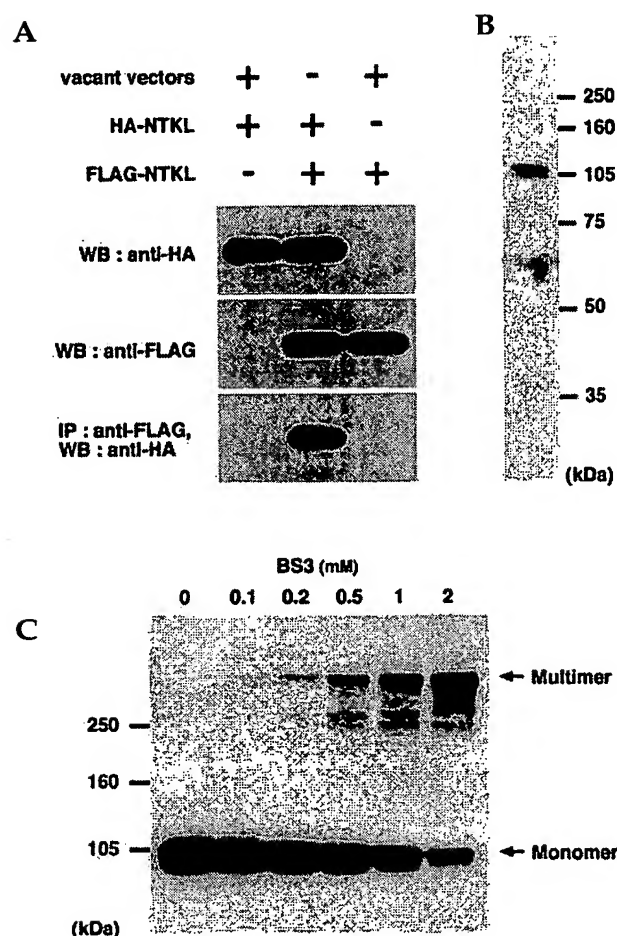 A
vacant vectors + - +
HA-NTKL + + -
FLAG-NTKL - + +
WB : anti-HA
WB : anti-FLAG
IP : anti-FLAG,
WB : anti-HA
B
250
160
105
75
50
35
(kDa)
C
BS3 (mM)
0 0.1 0.2 0.5 1 2
Multimer
250
160
105
Monomer
(kDa)